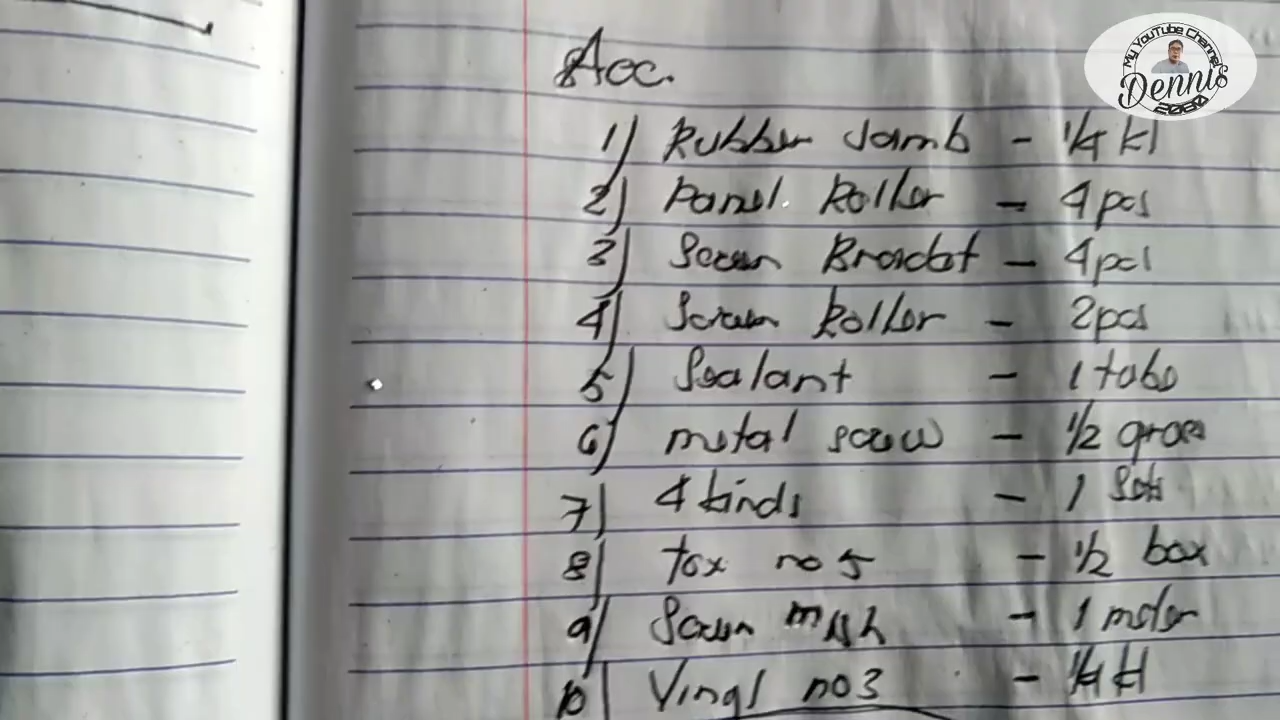 My YouTube Channel
Dennis
2020
Acc.
1) Rubber Jamb - 1/4 kl
2) Panel Roller - 4 pcs
3) Screen Bracket - 4 pcs
4) Screen Roller - 2 pcs
5) Sealant - 1 tube
6) metal screw - 1/2 gross
7) 4 kinds - 1 Sets
8) tox no 5 - 1/2 box
9) Screen mesh - 1 meter
10) Vinyl no 3 - 1/4 kl